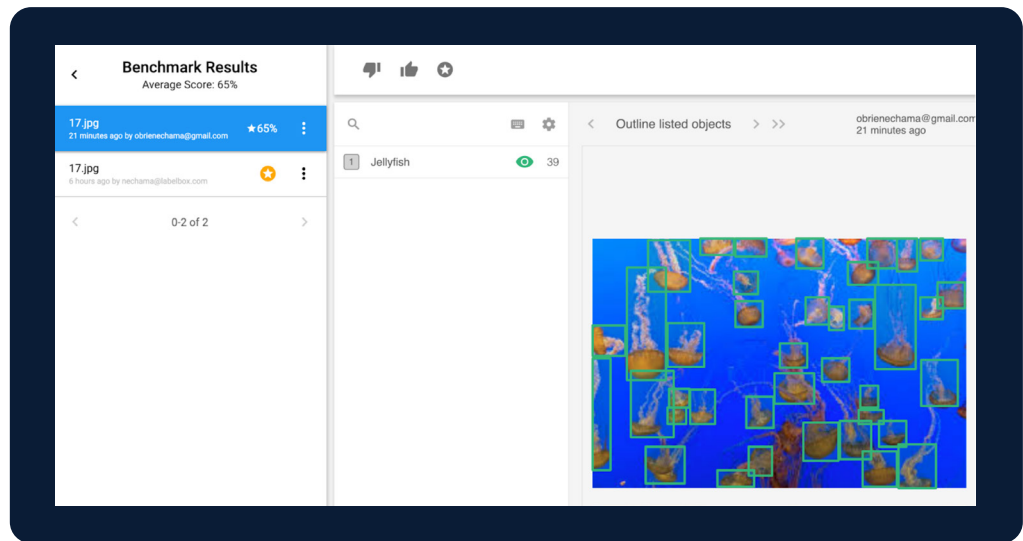 Benchmark Results
Average Score: 65%
17.jpg
21 minutes ago by obrienechama@gmail.com
65%
17.jpg
6 hours ago by nechama@labelbox.com
0-2 of 2
1 Jellyfish 39
Outline listed objects
obrienechama@gmail.com
21 minutes ago